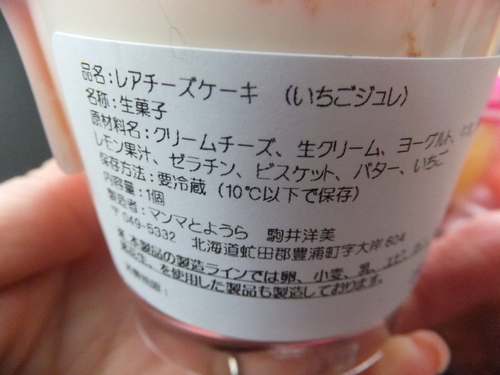 品名:レアチーズケーキ (いちごジュレ)
名称:生菓子
原材料名:クリームチーズ、生クリーム、ヨーグルト、
レモン果汁、ゼラチン、ビスケット、バター、いちご
保存方法:要冷蔵(10℃以下で保存)
内容量:1個
製造者:マンマとようら 駒井洋美
〒049-5332 北海道虻田郡豊浦町字大岸604
※本製品の製造ラインでは卵、小麦、乳、エビ、
を使用した製品も製造しております。